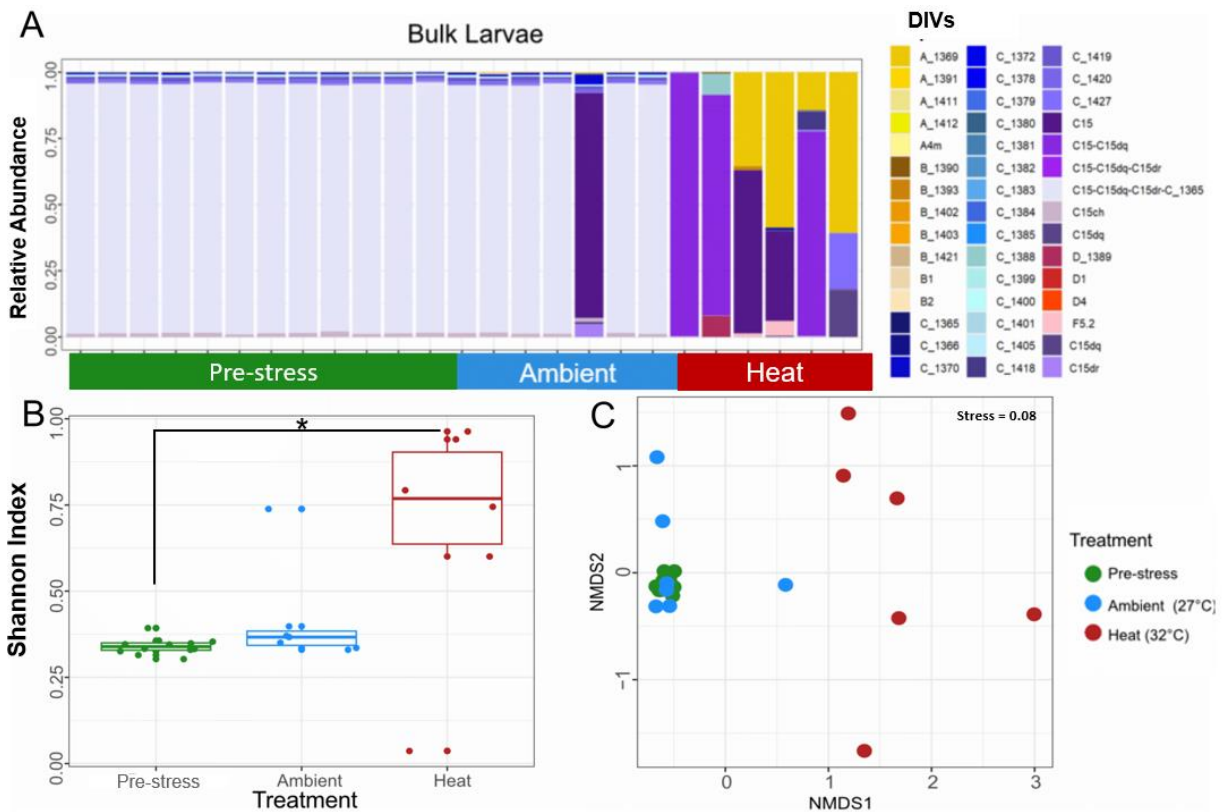 A
Bulk Larvae
Relative Abundance
1.00
0.75
0.50
0.25
0.00
Pre-stress
Ambient
Heat
DIVs
A_1369
A_1391
A_1411
A_1412
A4m
B_1390
B_1393
B_1402
B_1403
B_1421
B1
B2
C_1365
C_1366
C_1370
C_1372
C_1378
C_1379
C_1380
C_1381
C_1382
C_1383
C_1384
C_1385
C_1388
C_1399
C_1400
C_1401
C_1405
C_1418
C_1419
C_1420
C_1427
C15
C15-C15dq
C15-C15dq-C15dr
C15-C15dq-C15dr-C_1365
C15ch
C15dq
D_1389
D1
D4
F5.2
C15dq
C15dr
B
Shannon Index
1.00
0.75
0.50
0.25
0.00
*
Pre-stress
Ambient
Heat
Treatment
C
Stress = 0.08
NMDS2
1
0
−1
0
1
2
3
NMDS1
Treatment
Pre-stress
Ambient (27°C)
Heat (32°C)